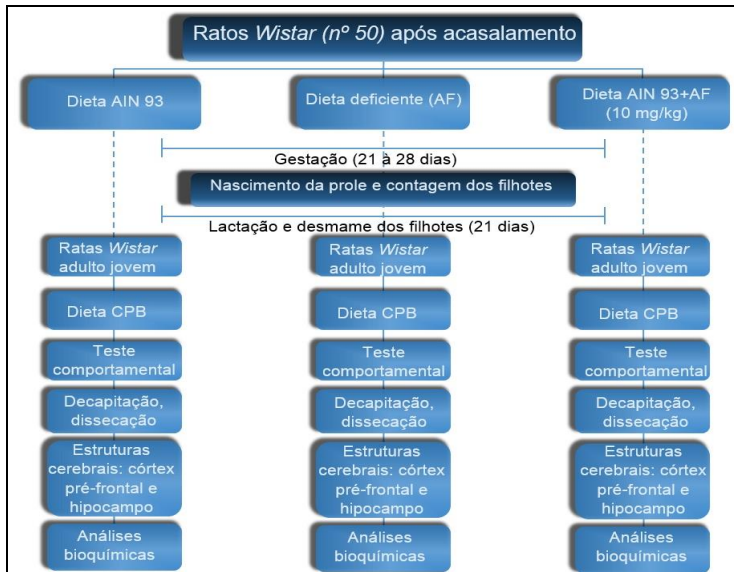 Ratos Wistar (nº 50) após acasalamento
Dieta AIN 93
Dieta deficiente (AF)
Dieta AIN 93+AF
(10 mg/kg)
Gestação (21 à 28 dias)
Nascimento da prole e contagem dos filhotes
Lactação e desmame dos filhotes (21 dias)
Ratas Wistar
adulto jovem
Ratas Wistar
adulto jovem
Ratas Wistar
adulto jovem
Dieta CPB
Dieta CPB
Dieta CPB
Teste
comportamental
Teste
comportamental
Teste
comportamental
Decapitação,
dissecação
Decapitação,
dissecação
Decapitação,
dissecação
Estruturas
cerebrais: córtex
pré-frontal e
hipocampo
Estruturas
cerebrais: córtex
pré-frontal e
hipocampo
Estruturas
cerebrais: córtex
pré-frontal e
hipocampo
Análises
bioquímicas
Análises
bioquímicas
Análises
bioquímicas